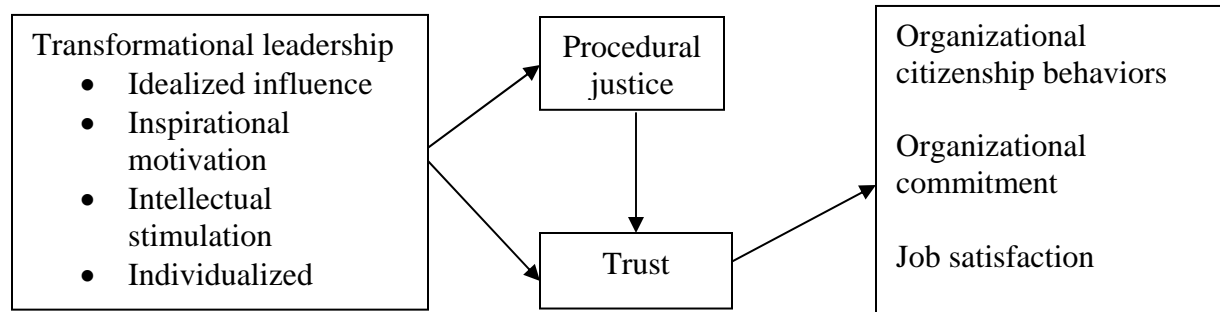 Transformational leadership
• Idealized influence
• Inspirational
motivation
• Intellectual
stimulation
• Individualized
Procedural
justice
Trust
Organizational
citizenship behaviors
Organizational
commitment
Job satisfaction